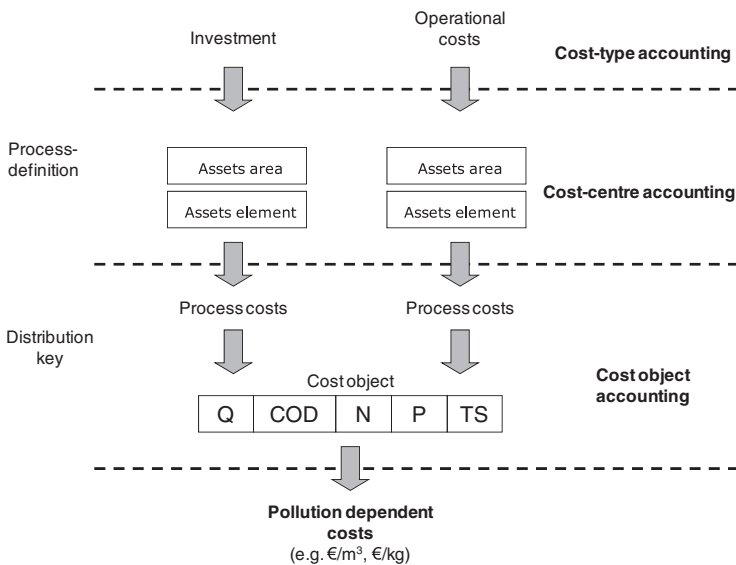 Investment
Operational
costs
Cost-type accounting
Process-
definition
Assets area
Assets area
Assets element
Assets element
Cost-centre accounting
Process costs
Process costs
Distribution
key
Cost object
Cost object
accounting
Q COD N P TS
Pollution dependent
costs
(e.g. €/m³, €/kg)